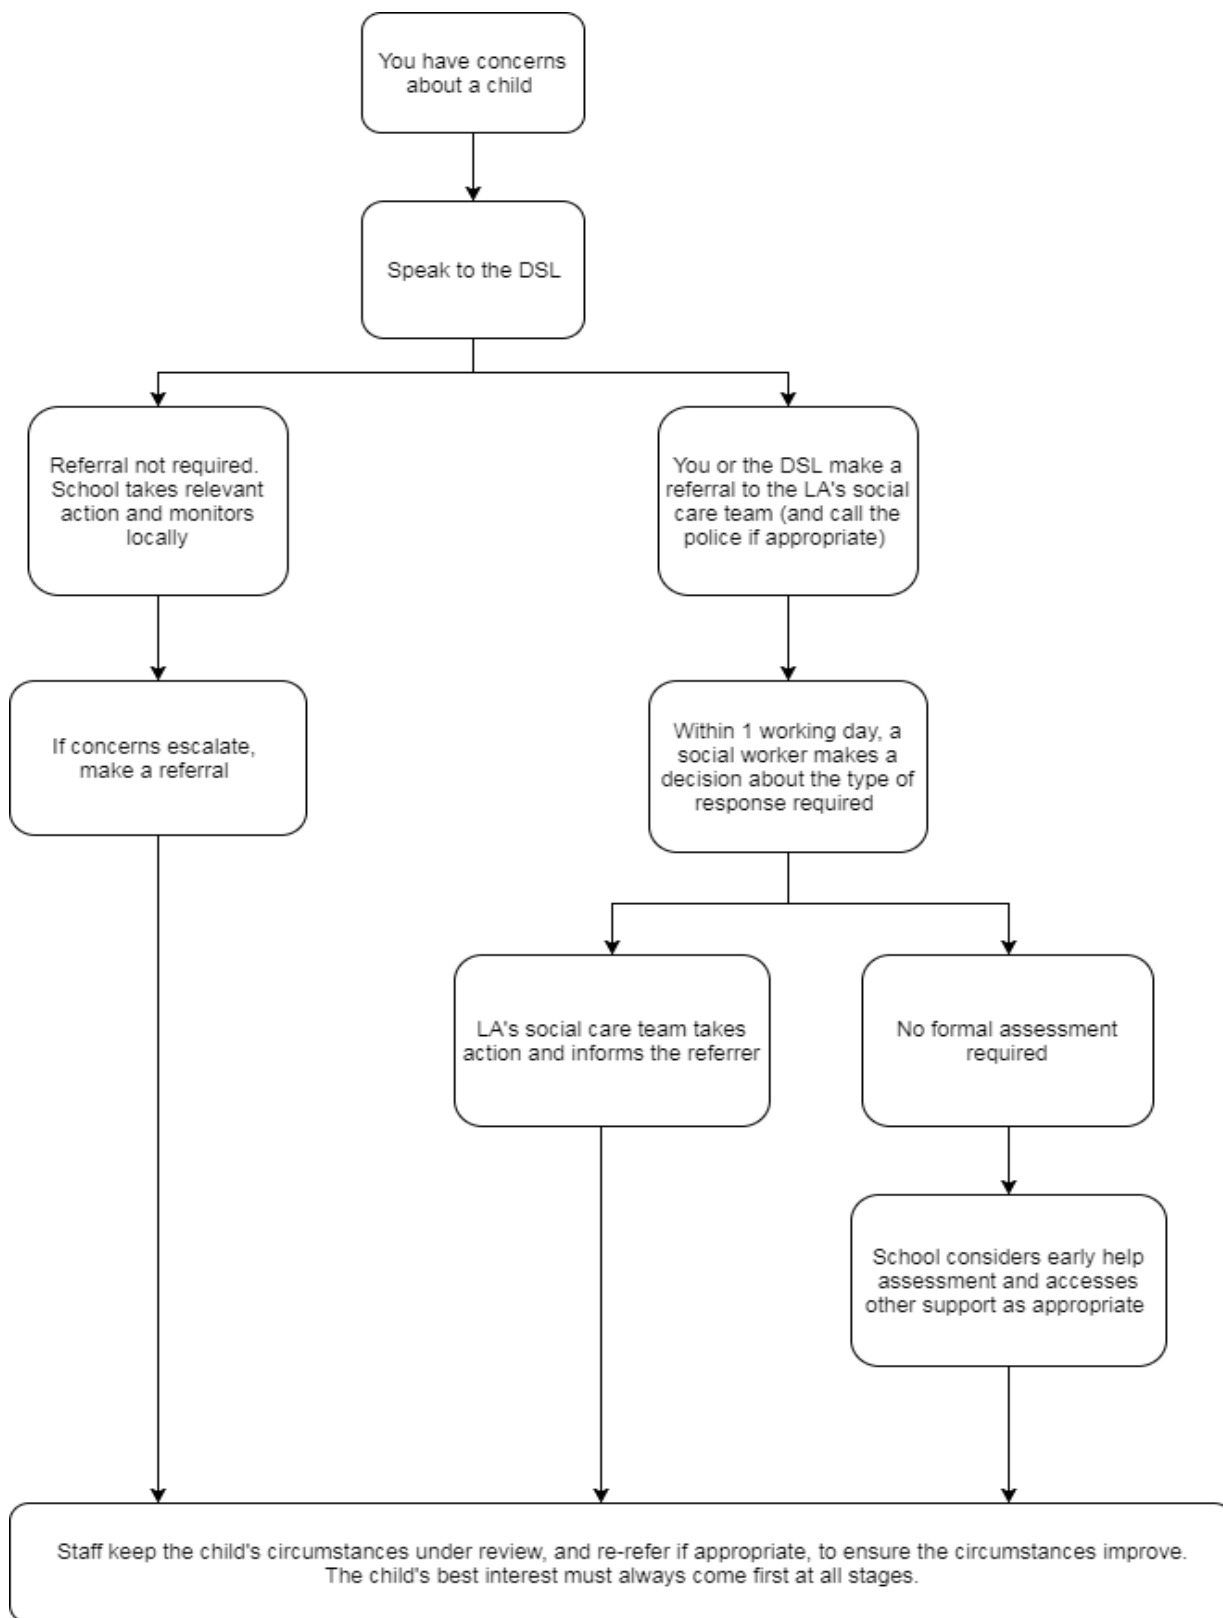 You have concerns
about a child
Speak to the DSL
Referral not required.
School takes relevant
action and monitors
locally
You or the DSL make a
referral to the LA's social
care team (and call the
police if appropriate)
If concerns escalate,
make a referral
Within 1 working day, a
social worker makes a
decision about the type of
response required
LA's social care team takes
action and informs the referrer
No formal assessment
required
School considers early help
assessment and accesses
other support as appropriate
Staff keep the child's circumstances under review, and re-refer if appropriate, to ensure the circumstances improve.
The child's best interest must always come first at all stages.